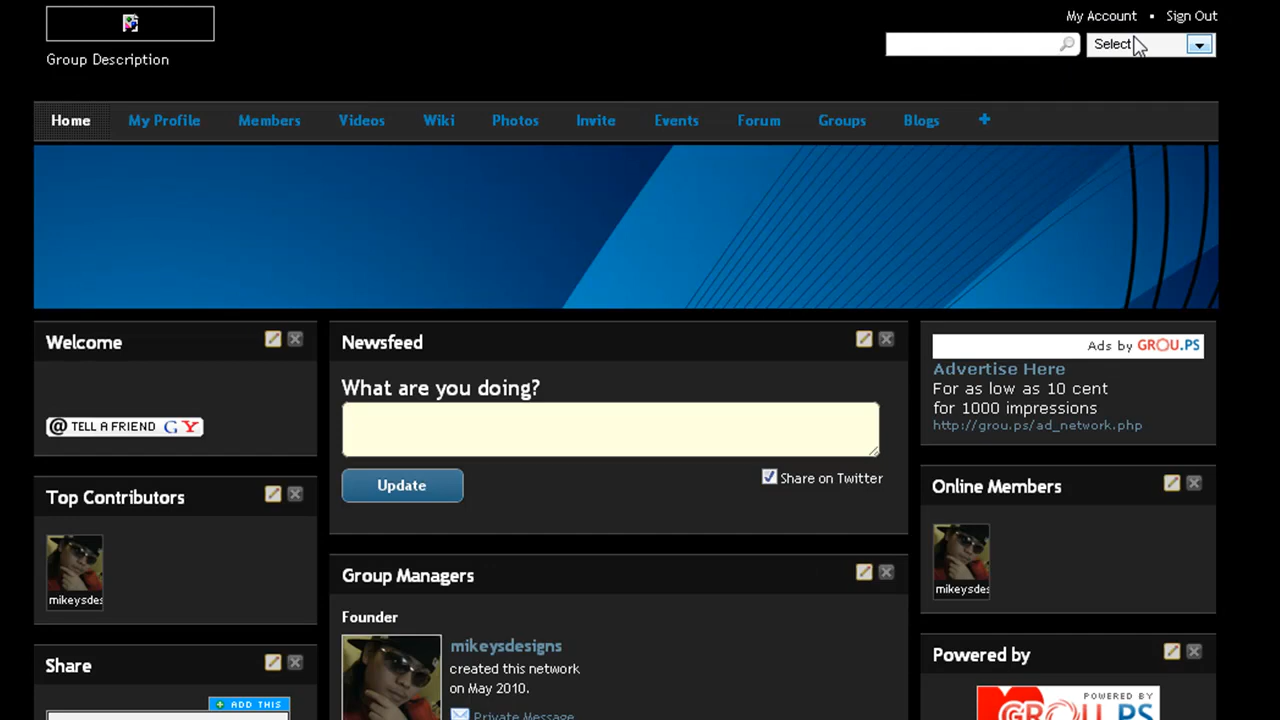 My Account • Sign Out
Select
Group Description
Home My Profile Members Videos Wiki Photos Invite Events Forum Groups Blogs +
Welcome
@ TELL A FRIEND G Y
Top Contributors
mikeysdes
Share
+ ADD THIS
Newsfeed
What are you doing?
Update
Share on Twitter
Group Managers
Founder
mikeysdesigns
created this network
on May 2010.
Private Message
Ads by GROU.PS
Advertise Here
For as low as 10 cent
for 1000 impressions
http://grou.ps/ad_network.php
Online Members
mikeysdes
Powered by
POWERED BY
GROU.PS